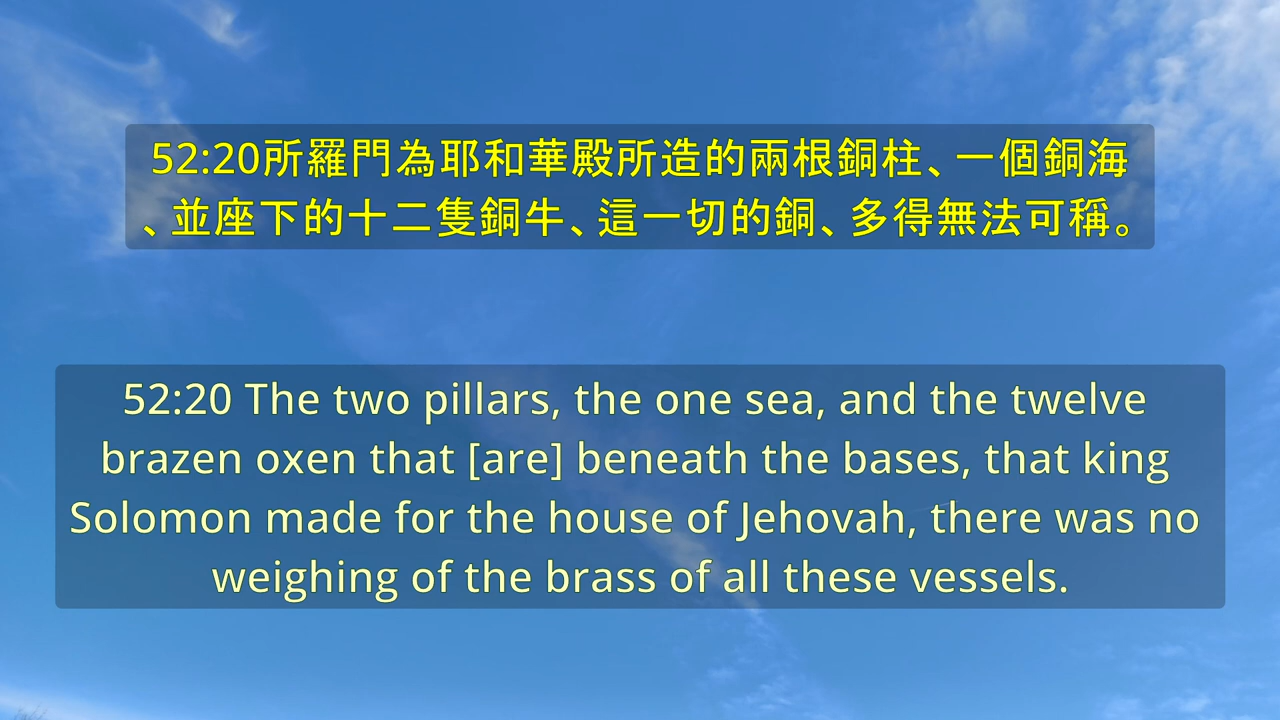 52:20所羅門為耶和華殿所造的兩根銅柱、一個銅海
、並座下的十二隻銅牛、這一切的銅、多得無法可稱。
52:20 The two pillars, the one sea, and the twelve
brazen oxen that [are] beneath the bases, that king
Solomon made for the house of Jehovah, there was no
weighing of the brass of all these vessels.